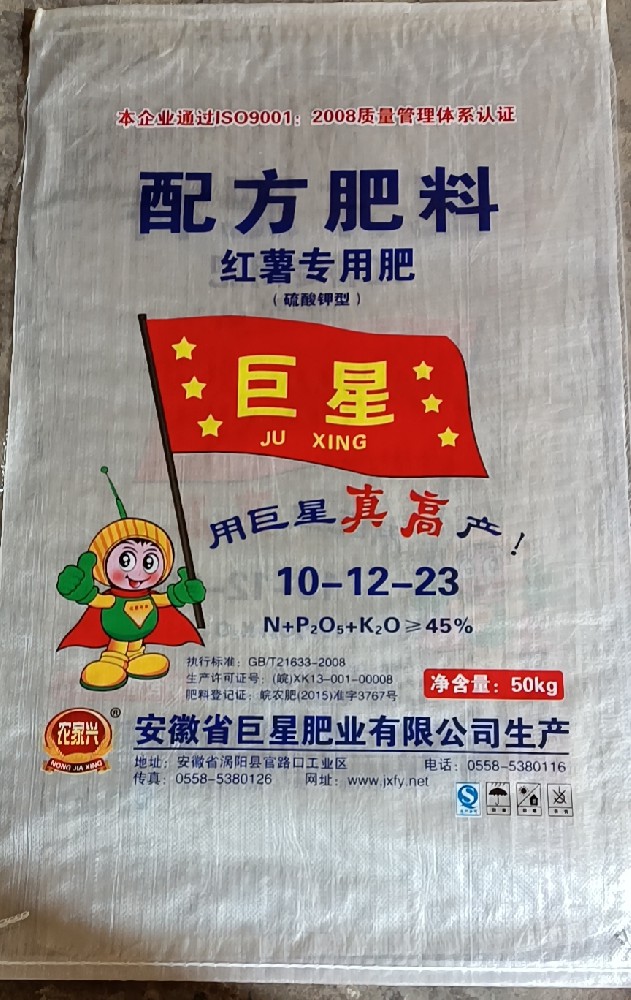 本企业通过ISO9001：2008质量管理体系认证
配方肥料
红薯专用肥
（硫酸钾型）
巨星
JU XING
用巨星真高产！
10-12-23
N+P₂O₅+K₂O≥45%
执行标准：GB/T21633-2008
生产许可证号：(皖)XK13-001-00008
肥料登记证：皖农肥(2015)准字3767号
净含量：50kg
农家兴®
NONG JIA XING
安徽省巨星肥业有限公司生产
地址：安徽省涡阳县官路口工业区 电话：0558-5380116
传真：0558-5380126 网址：www.jxfy.net